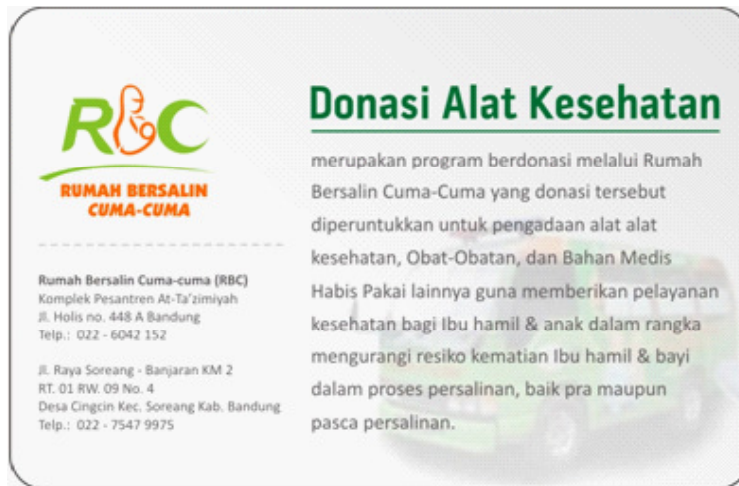 RBC
RUMAH BERSALIN
CUMA-CUMA
Rumah Bersalin Cuma-cuma (RBC)
Komplek Pesantren At-Ta'zimiyah
Jl. Holis no. 448 A Bandung
Telp.: 022 - 6042 152
Jl. Raya Soreang - Banjaran KM 2
RT. 01 RW. 09 No. 4
Desa Cingcin Kec. Soreang Kab. Bandung
Telp.: 022 - 7547 9975
Donasi Alat Kesehatan
merupakan program berdonasi melalui Rumah
Bersalin Cuma-Cuma yang donasi tersebut
diperuntukkan untuk pengadaan alat alat
kesehatan, Obat-Obatan, dan Bahan Medis
Habis Pakai lainnya guna memberikan pelayanan
kesehatan bagi Ibu hamil & anak dalam rangka
mengurangi resiko kematian Ibu hamil & bayi
dalam proses persalinan, baik pra maupun
pasca persalinan.